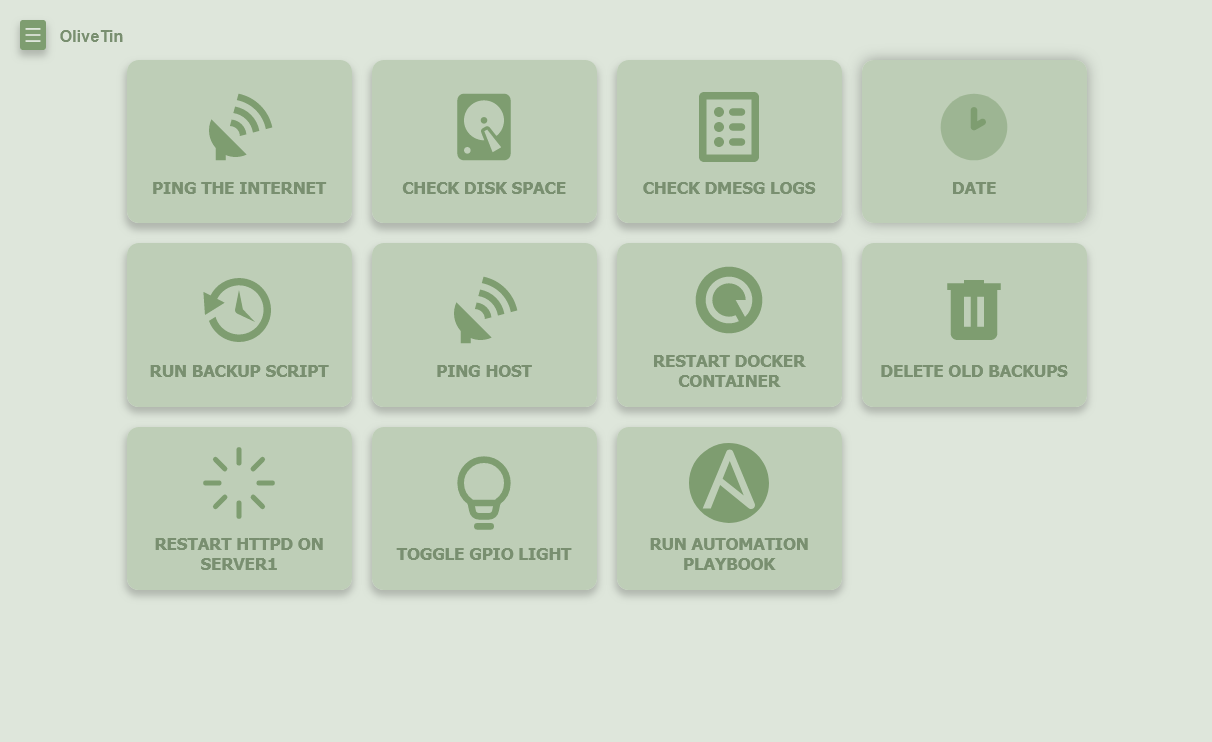 OliveTin
PING THE INTERNET
CHECK DISK SPACE
CHECK DMESG LOGS
DATE
RUN BACKUP SCRIPT
PING HOST
RESTART DOCKER
CONTAINER
DELETE OLD BACKUPS
RESTART HTTPD ON
SERVER1
TOGGLE GPIO LIGHT
RUN AUTOMATION
PLAYBOOK